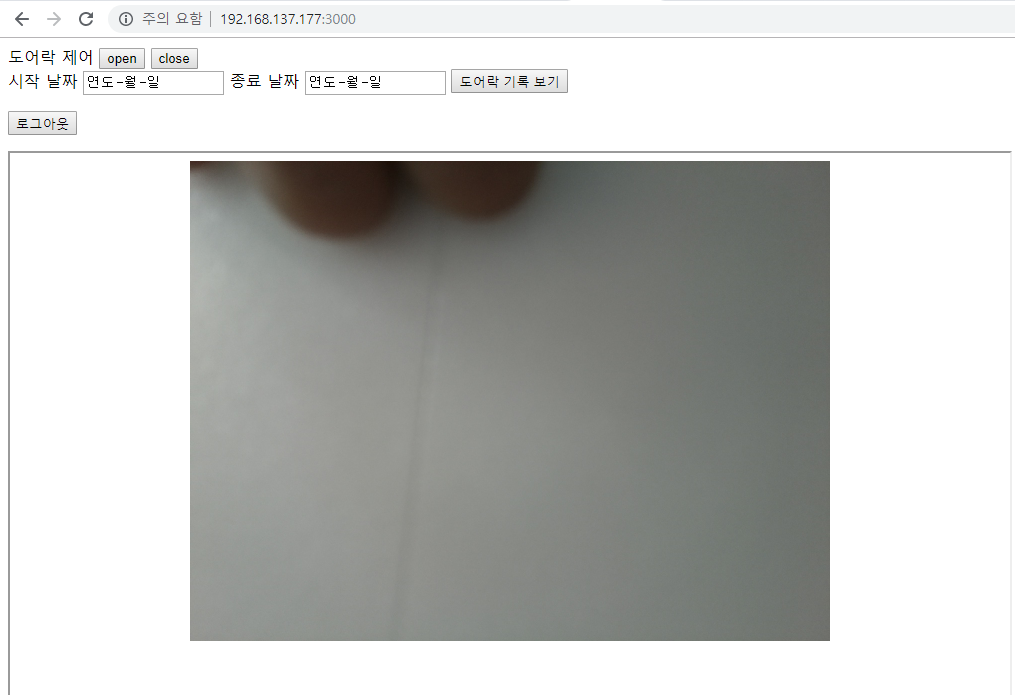 주의 요함 192.168.137.177:3000
도어락 제어 open close
시작 날짜 연도-월-일 종료 날짜 연도-월-일 도어락 기록 보기
로그아웃